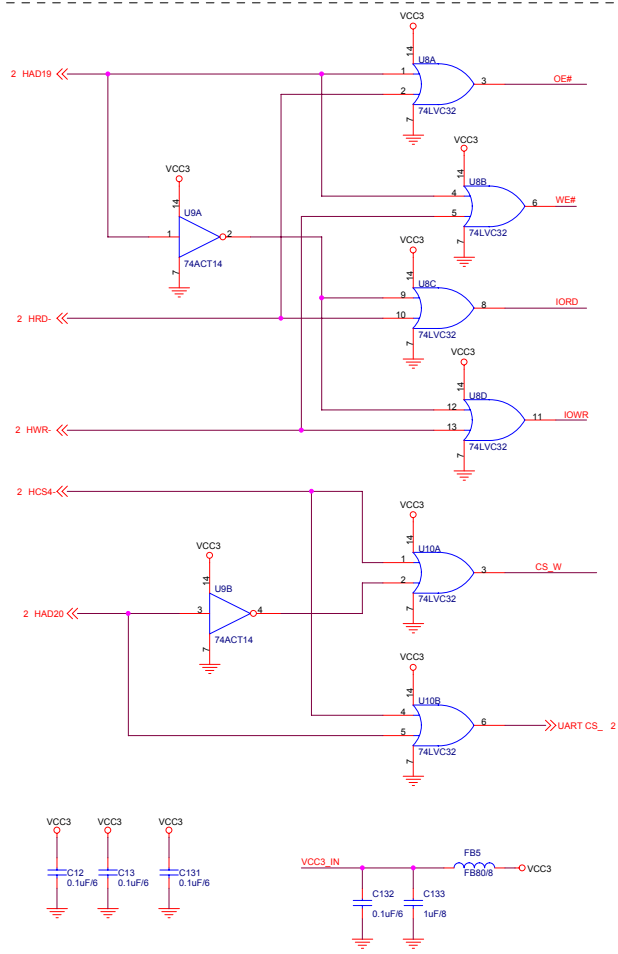 VCC3
14
U8A
2 HAD19
1
3
OE#
2
74LVC32
7
VCC3
14
U8B
VCC3
4
6
WE#
14
U9A
5
74LVC32
1
2
7
VCC3
7
74ACT14
14
U8C
9
8
IORD
2 HRD-
10
74LVC32
7
VCC3
14
U8D
12
11
IOWR
2 HWR-
13
74LVC32
7
2 HCS4-
VCC3
14
U10A
VCC3
1
3
CS_W
14
U9B
2
74LVC32
2 HAD20
3
4
7
74ACT14
7
VCC3
14
U10B
4
6
UART CS_ 2
5
74LVC32
7
VCC3
VCC3
VCC3
C12
0.1uF/6
C13
0.1uF/6
C131
0.1uF/6
VCC3_IN
FB5
FB80/8
VCC3
C132
0.1uF/6
C133
1uF/8